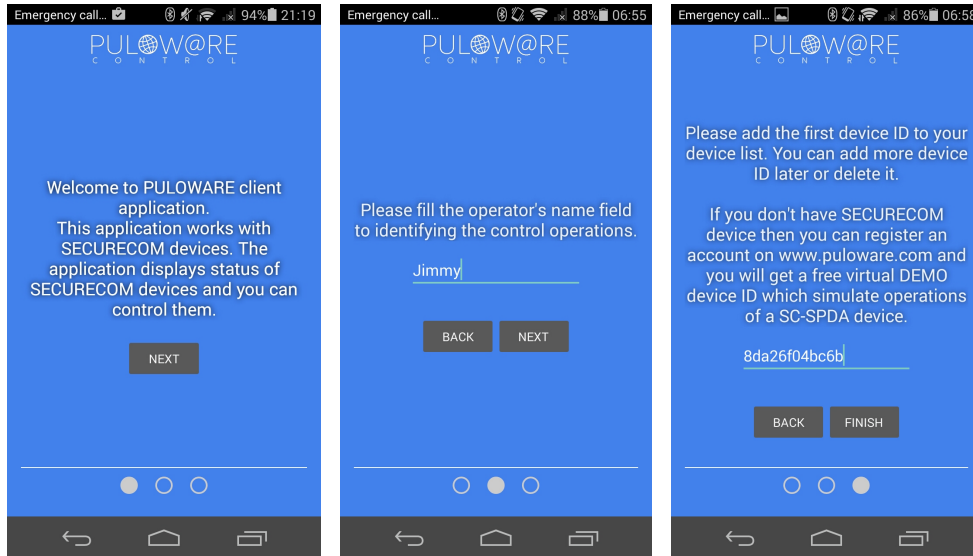 Emergency call... 94% 21:19
PULOW@RE
CONTROL
Welcome to PULOWARE client
application.
This application works with
SECURECOM devices. The
application displays status of
SECURECOM devices and you can
control them.
NEXT
Emergency call... 88% 06:55
PULOW@RE
CONTROL
Please fill the operator's name field
to identifying the control operations.
Jimmy
BACK NEXT
Emergency call... 86% 06:58
PULOW@RE
CONTROL
Please add the first device ID to your
device list. You can add more device
ID later or delete it.
If you don't have SECURECOM
device then you can register an
account on www.puloware.com and
you will get a free virtual DEMO
device ID which simulate operations
of a SC-SPDA device.
8da26f04bc6b
BACK FINISH